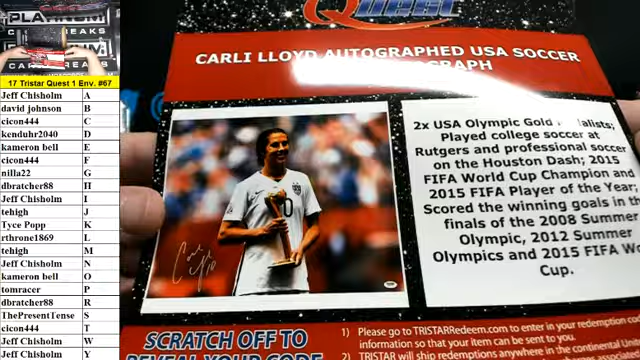 PLATINUM
17 Tristar Quest 1 Env. #67
Jeff Chisholm A
david johnson B
cicon444 C
kenduhr2040 D
kameron bell E
cicon444 F
nilla22 G
dbratcher88 H
Jeff Chisholm I
tehigh J
Tyce Popp K
rthrone1869 L
tehigh M
Jeff Chisholm N
kameron bell O
tomracer P
dbratcher88 R
ThePresentTense S
cicon444 T
Jeff Chisholm W
Jeff Chisholm Y
Quest
CARLI LLOYD AUTOGRAPHED USA SOCCER
2x USA Olympic Gold
Played college soccer at
Rutgers and professional soccer
on the Houston Dash; 2015
FIFA World Cup Champion and
2015 FIFA Player of the Year;
Scored the winning goals in the
finals of the 2008 Summer
Olympic, 2012 Summer
Olympics and 2015 FIFA Wo
Cup.
SCRATCH OFF TO
REVEAL YOUR CODE
1) Please go to TRISTARRedeem.com to enter your redemption code
information so that your item can be sent to you.
2) TRISTAR will ship redemptions anywhere in the continental